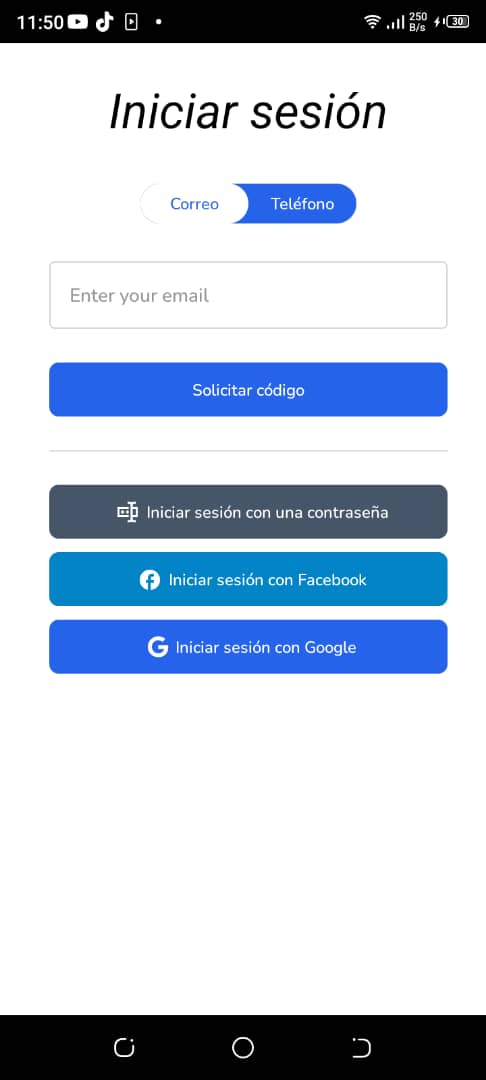 11:50
250
B/s
30
Iniciar sesión
Correo
Teléfono
Enter your email
Solicitar código
Iniciar sesión con una contraseña
Iniciar sesión con Facebook
Iniciar sesión con Google